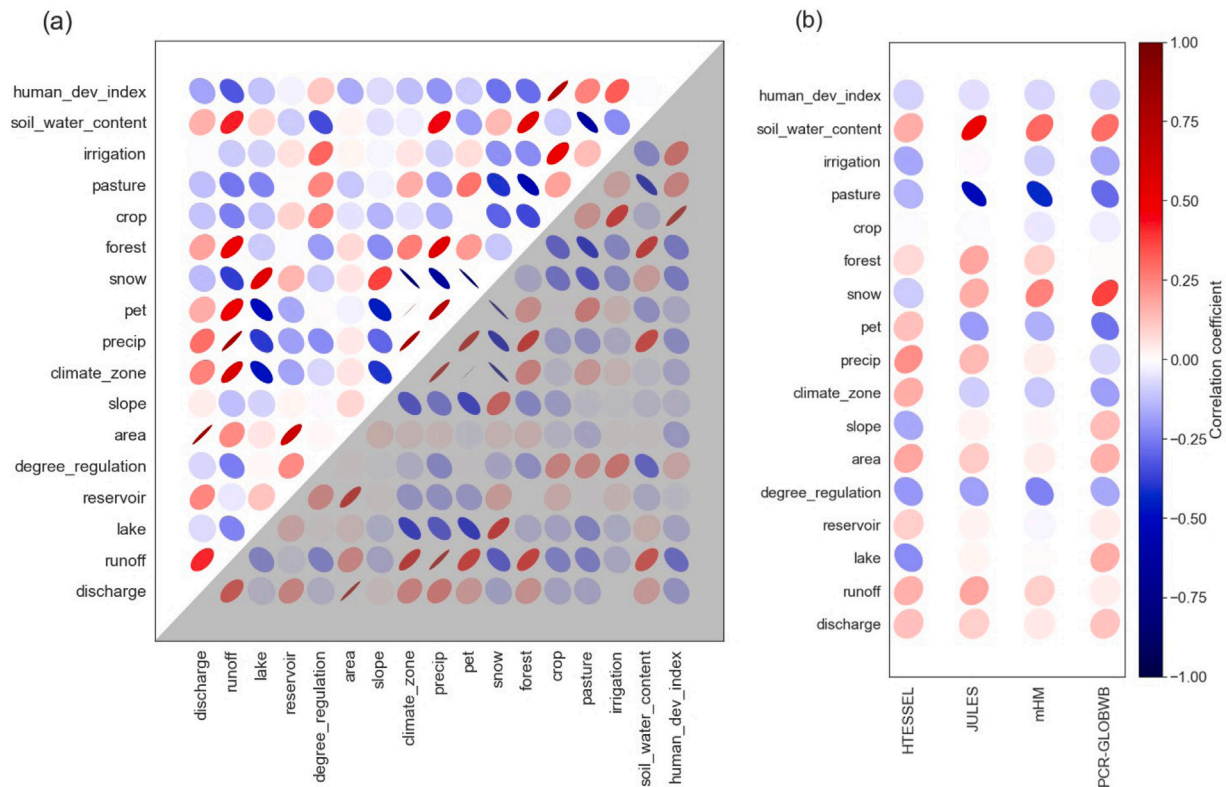 (a)
human_dev_index
soil_water_content
irrigation
pasture
crop
forest
snow
pet
precip
climate_zone
slope
area
degree_regulation
reservoir
lake
runoff
discharge
discharge
runoff
lake
reservoir
degree_regulation
area
slope
climate_zone
precip
pet
snow
forest
crop
pasture
irrigation
soil_water_content
human_dev_index
(b)
human_dev_index
soil_water_content
irrigation
pasture
crop
forest
snow
pet
precip
climate_zone
slope
area
degree_regulation
reservoir
lake
runoff
discharge
HTESSEL
JULES
mHM
PCR-GLOBWB
1.00
0.75
0.50
0.25
0.00
−0.25
−0.50
−0.75
−1.00
Correlation coefficient